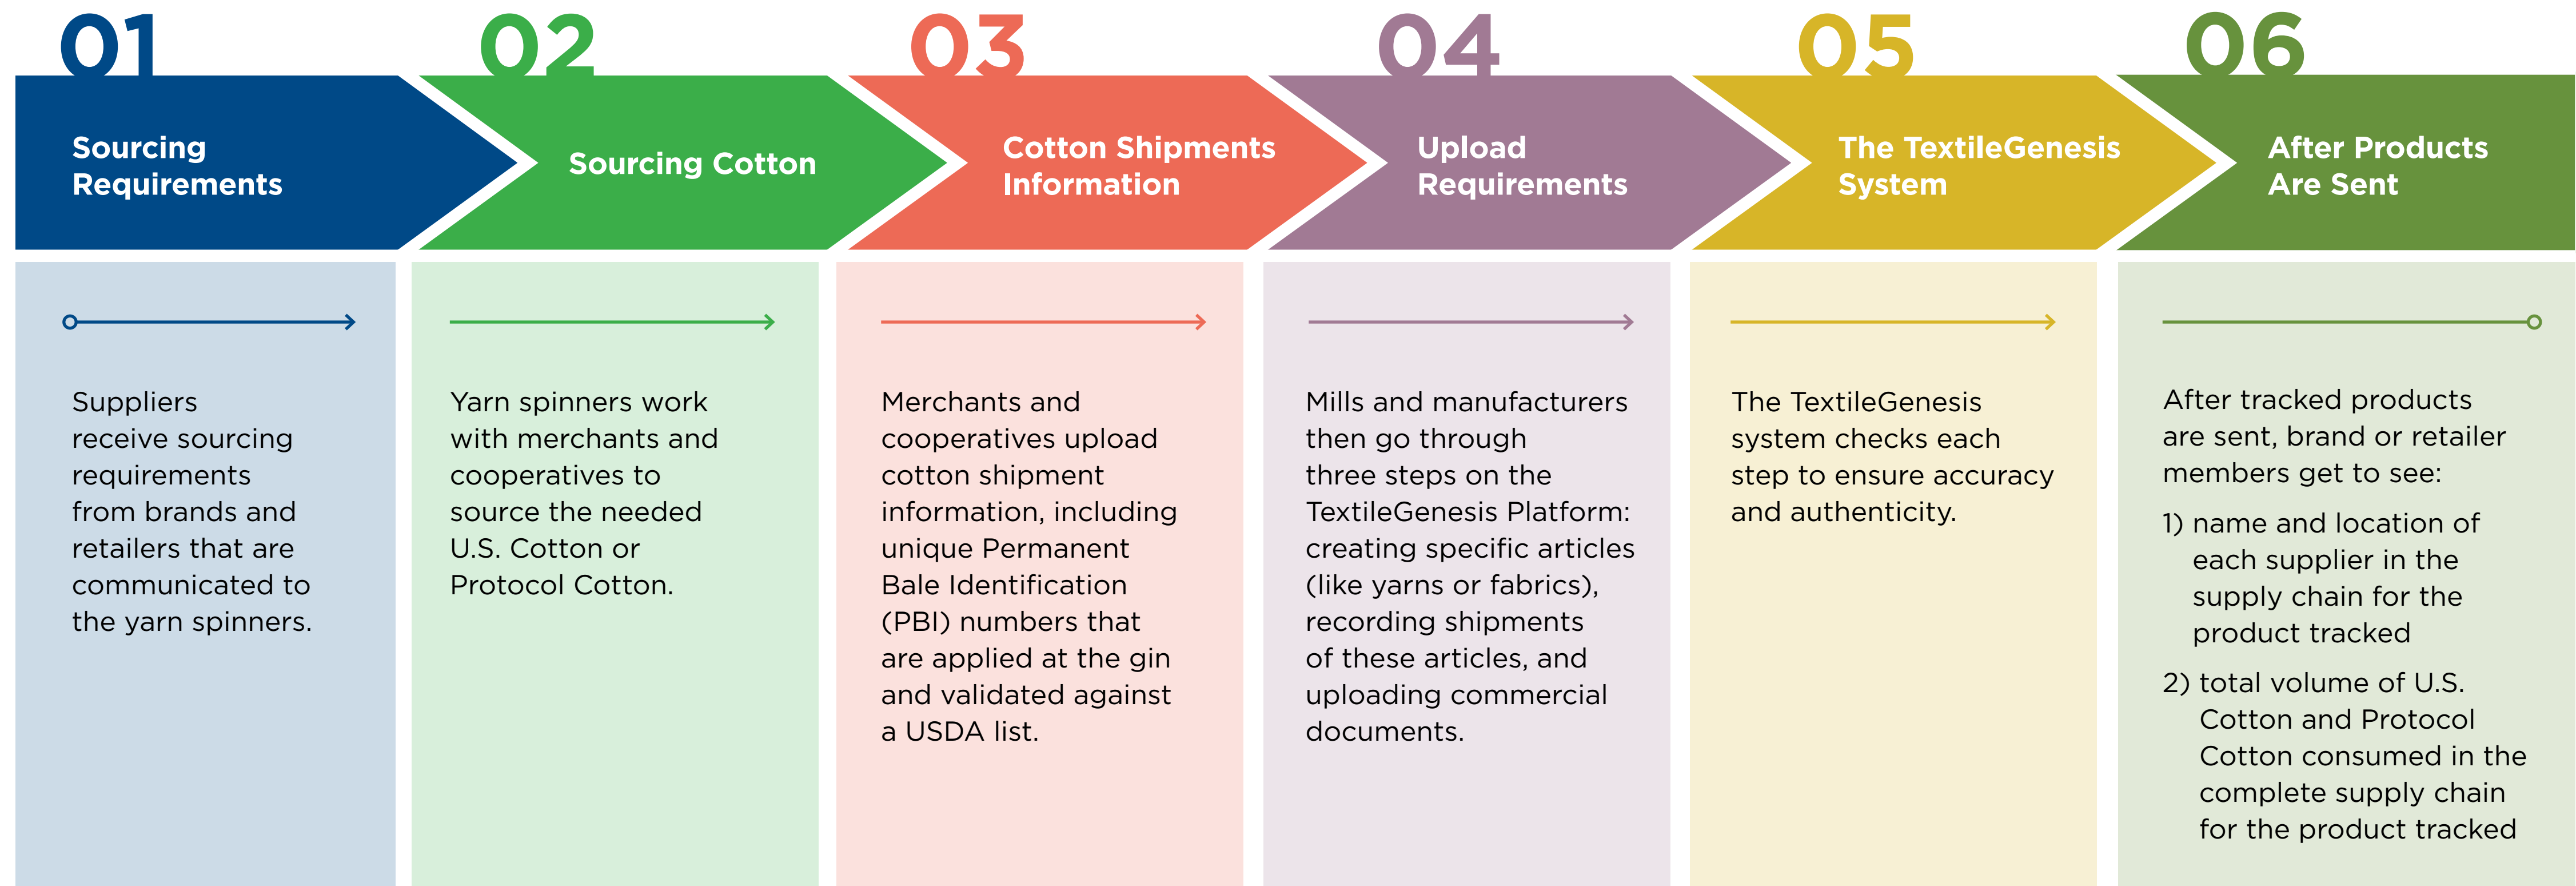 01
Sourcing
Requirements
Suppliers
receive sourcing
requirements
from brands and
retailers that are
communicated to
the yarn spinners.
02
Sourcing Cotton
Yarn spinners work
with merchants and
cooperatives to
source the needed
U.S. Cotton or
Protocol Cotton.
03
Cotton Shipments
Information
Merchants and
cooperatives upload
cotton shipment
information, including
unique Permanent
Bale Identification
(PBI) numbers that
are applied at the gin
and validated against
a USDA list.
04
Upload
Requirements
Mills and manufacturers
then go through
three steps on the
TextileGenesis Platform:
creating specific articles
(like yarns or fabrics),
recording shipments
of these articles, and
uploading commercial
documents.
05
The TextileGenesis
System
The TextileGenesis
system checks each
step to ensure accuracy
and authenticity.
06
After Products
Are Sent
After tracked products
are sent, brand or retailer
members get to see:
1) name and location of
each supplier in the
supply chain for the
product tracked
2) total volume of U.S.
Cotton and Protocol
Cotton consumed in the
complete supply chain
for the product tracked